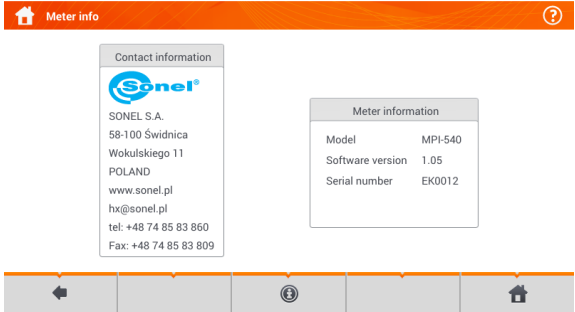 Meter info
Contact information
Sonel®
SONEL S.A.
58-100 Świdnica
Wokulskiego 11
POLAND
www.sonel.pl
hx@sonel.pl
tel: +48 74 85 83 860
Fax: +48 74 85 83 809
Meter information
Model MPI-540
Software version 1.05
Serial number EK0012